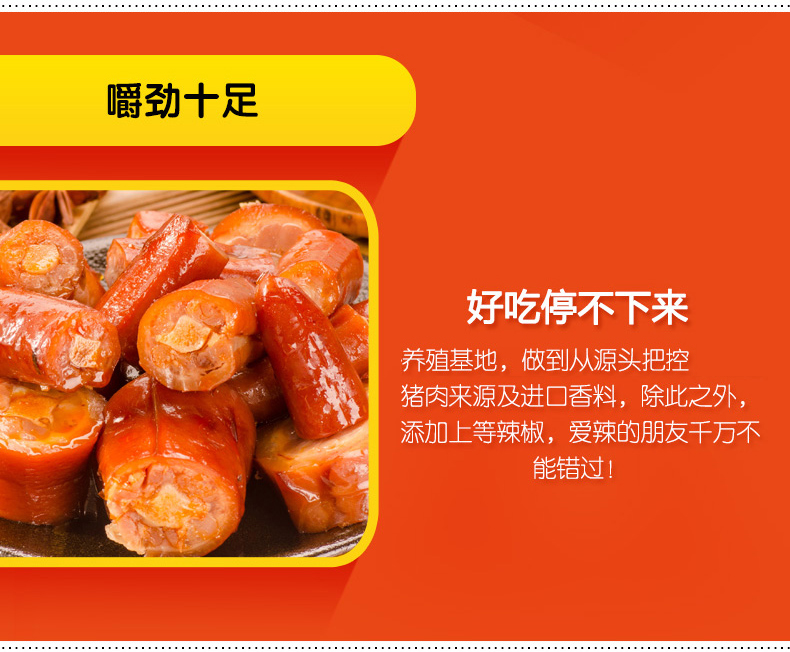 嚼劲十足
好吃停不下来
养殖基地，做到从源头把控
猪肉来源及进口香料，除此之外，
添加上等辣椒，爱辣的朋友千万不
能错过！